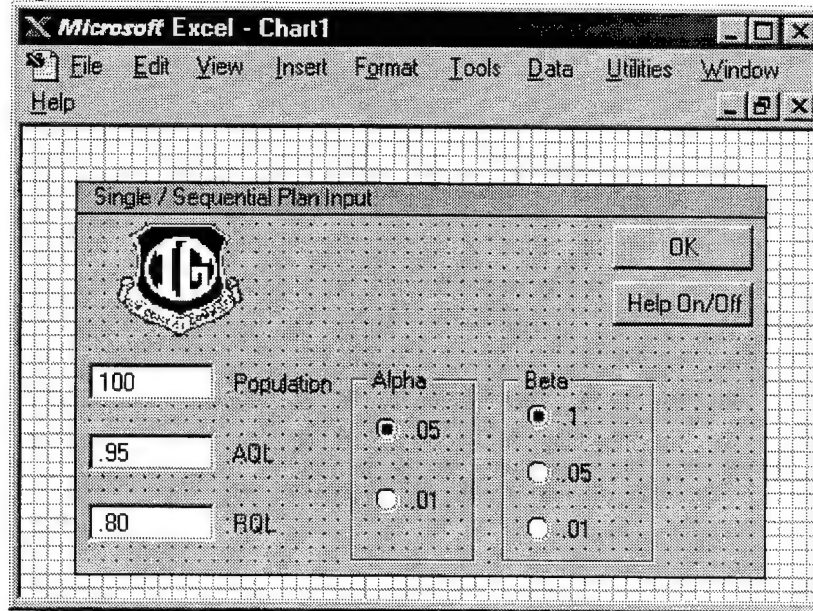 Microsoft Excel - Chart1
File Edit View Insert Format Tools Data Utilities Window
Help
Single / Sequential Plan Input
IG
OK
Help On/Off
100 Population
.95 AQL
.80 RQL
Alpha
.05
.01
Beta
.1
.05
.01